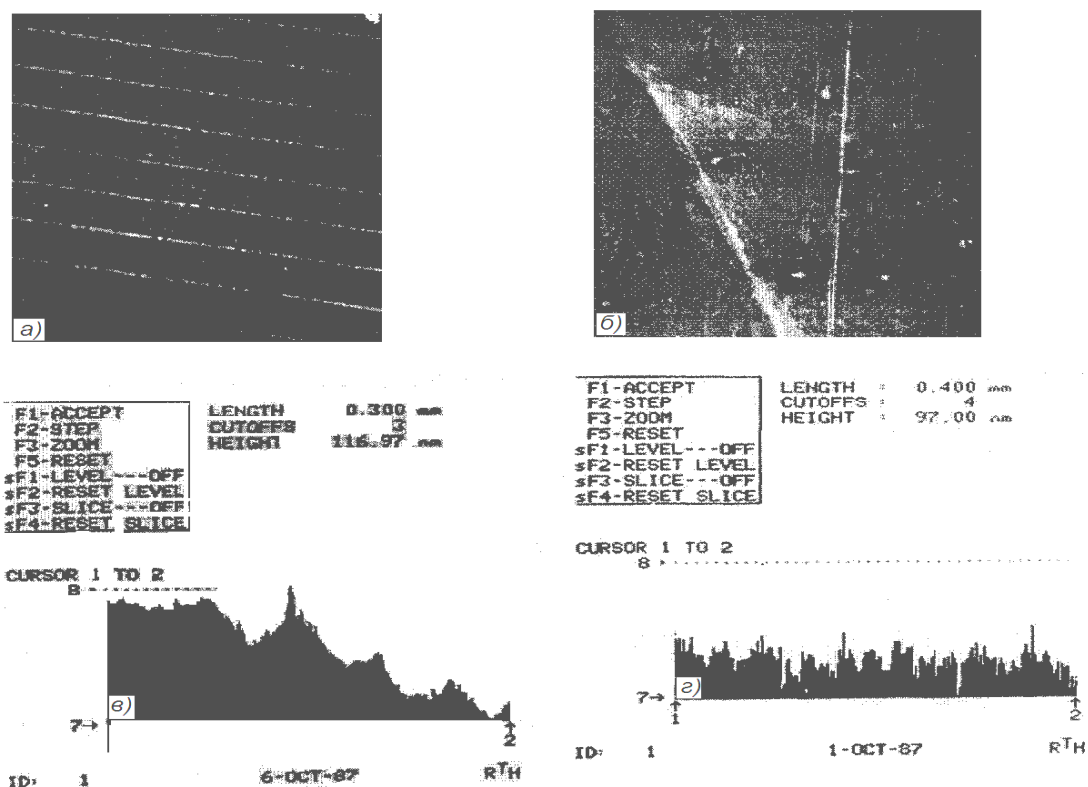 а)
б)
F1-ACCEPT
F2-STEP
F3-ZOOM
F5-RESET
sF1-LEVEL---OFF
sF2-RESET LEVEL
sF3-SLICE---OFF
sF4-RESET SLICE
LENGTH 0.300 mm
CUTOFFS 3
HEIGHT 116.97 nm
CURSOR 1 TO 2
8
в)
7→
2
ID: 1 6-OCT-87 RTH
F1-ACCEPT
F2-STEP
F3-ZOOM
F5-RESET
sF1-LEVEL---OFF
sF2-RESET LEVEL
sF3-SLICE---OFF
sF4-RESET SLICE
LENGTH : 0.400 mm
CUTOFFS : 4
HEIGHT : 97.00 nm
CURSOR 1 TO 2
8
г)
7→
1 2
ID: 1 1-OCT-87 RTH